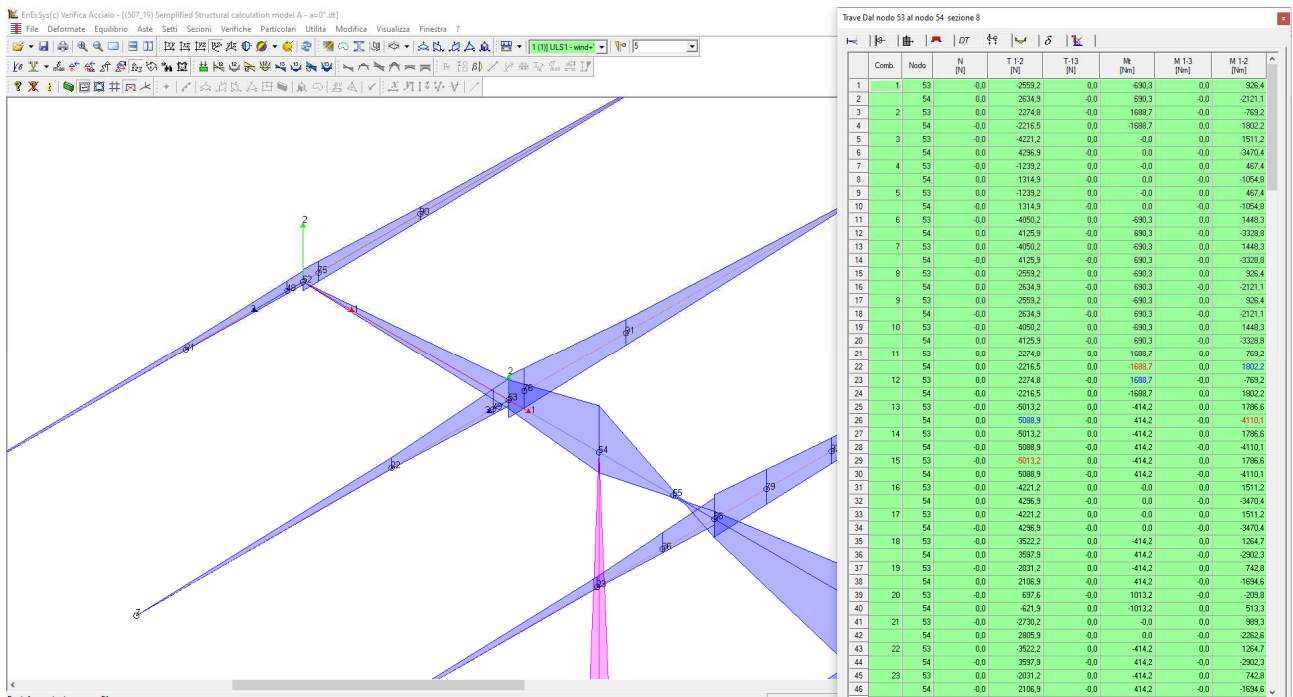 EnExSys(c) Verifica Acciaio - [(507_19) Semplified Structural calculation model A - a=0°.dt]
File Deformate Equilibrio Aste Setti Sezioni Verifiche Particolari Utilità Modifica Visualizza Finestra ?
1 (1)] ULS1 - wind+ 5
2
90
75
52
48
3 1
91
91
2
76
53
49
1
92
54
93
79
55
56
96
23
7
Trave Dal nodo 53 al nodo 54 sezione 8
DT δ
Comb. Nodo N [N] T 1-2 [N] T-13 [N] Mt [Nm] M 1-3 [Nm] M 1-2 [Nm]
1 1 53 -0,0 -2559,2 0,0 -690,3 0,0 926,4
2 54 0,0 2634,9 -0,0 690,3 -0,0 -2121,1
3 2 53 0,0 2274,8 -0,0 1688,7 -0,0 -769,2
4 54 -0,0 -2216,5 0,0 -1688,7 0,0 1802,2
5 3 53 -0,0 -4221,2 0,0 -0,0 0,0 1511,2
6 54 0,0 4296,9 -0,0 0,0 -0,0 -3470,4
7 4 53 0,0 -1239,2 -0,0 -0,0 -0,0 467,4
8 54 -0,0 1314,9 0,0 0,0 0,0 -1054,8
9 5 53 0,0 -1239,2 -0,0 -0,0 -0,0 467,4
10 54 -0,0 1314,9 0,0 0,0 0,0 -1054,8
11 6 53 -0,0 -4050,2 0,0 -690,3 0,0 1448,3
12 54 0,0 4125,9 -0,0 690,3 -0,0 -3328,8
13 7 53 -0,0 -4050,2 0,0 -690,3 0,0 1448,3
14 54 0,0 4125,9 -0,0 690,3 -0,0 -3328,8
15 8 53 -0,0 -2559,2 0,0 -690,3 0,0 926,4
16 54 0,0 2634,9 -0,0 690,3 -0,0 -2121,1
17 9 53 -0,0 -2559,2 0,0 -690,3 0,0 926,4
18 54 0,0 2634,9 -0,0 690,3 -0,0 -2121,1
19 10 53 -0,0 -4050,2 0,0 -690,3 0,0 1448,3
20 54 0,0 4125,9 -0,0 690,3 -0,0 -3328,8
21 11 53 0,0 2274,8 -0,0 1688,7 -0,0 -769,2
22 54 -0,0 -2216,5 0,0 -1688,7 0,0 1802,2
23 12 53 0,0 2274,8 -0,0 1688,7 -0,0 -769,2
24 54 -0,0 -2216,5 0,0 -1688,7 0,0 1802,2
25 13 53 -0,0 -5013,2 0,0 -414,2 0,0 1786,6
26 54 0,0 5088,9 -0,0 414,2 -0,0 -4110,1
27 14 53 -0,0 -5013,2 0,0 -414,2 0,0 1786,6
28 54 0,0 5088,9 -0,0 414,2 -0,0 -4110,1
29 15 53 -0,0 -5013,2 0,0 -414,2 0,0 1786,6
30 54 0,0 5088,9 -0,0 414,2 -0,0 -4110,1
31 16 53 -0,0 -4221,2 0,0 -0,0 0,0 1511,2
32 54 0,0 4296,9 -0,0 0,0 -0,0 -3470,4
33 17 53 -0,0 -4221,2 0,0 -0,0 0,0 1511,2
34 54 0,0 4296,9 -0,0 0,0 -0,0 -3470,4
35 18 53 -0,0 -3522,2 0,0 -414,2 0,0 1264,7
36 54 0,0 3597,9 -0,0 414,2 -0,0 -2902,3
37 19 53 -0,0 -2031,2 0,0 -414,2 0,0 742,8
38 54 0,0 2106,9 -0,0 414,2 -0,0 -1694,6
39 20 53 -0,0 697,6 0,0 1013,2 0,0 -209,8
40 54 0,0 -621,9 -0,0 -1013,2 -0,0 513,3
41 21 53 -0,0 -2730,2 0,0 -0,0 0,0 989,3
42 54 0,0 2805,9 -0,0 0,0 -0,0 -2262,6
43 22 53 -0,0 -3522,2 0,0 -414,2 0,0 1264,7
44 54 0,0 3597,9 -0,0 414,2 -0,0 -2902,3
45 23 53 -0,0 -2031,2 0,0 -414,2 0,0 742,8
46 54 0,0 2106,9 -0,0 414,2 -0,0 -1694,6